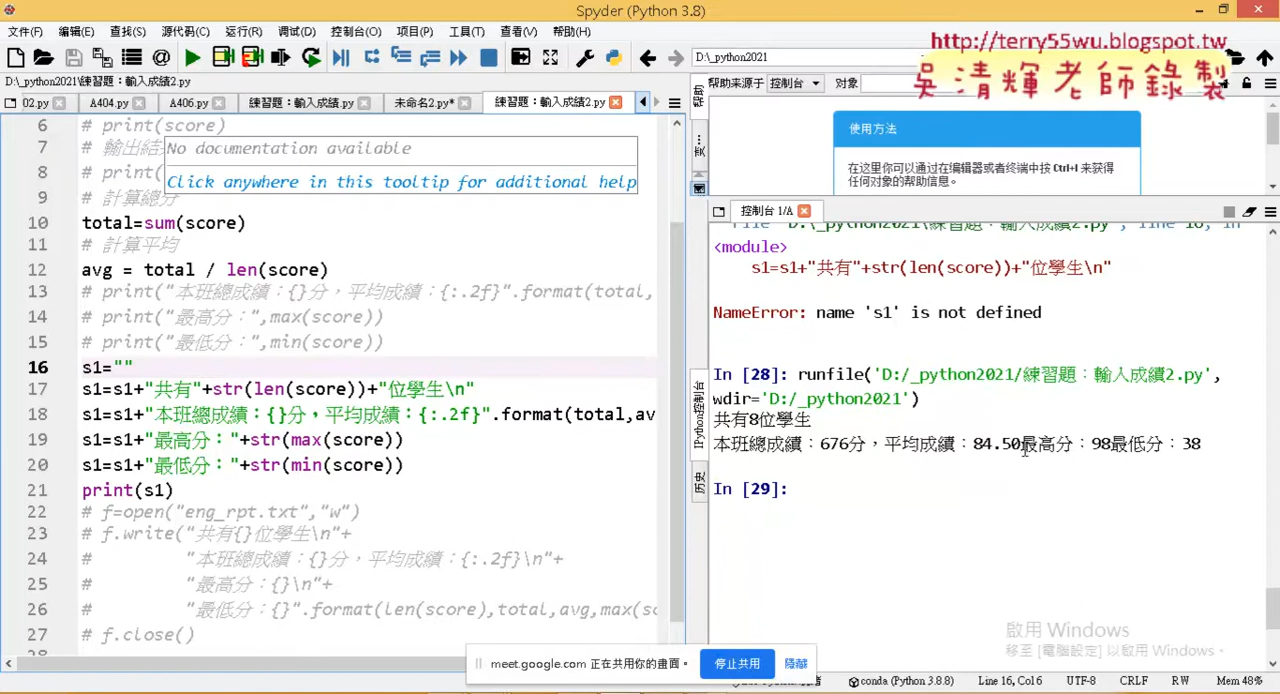 Spyder (Python 3.8)
文件(F) 编辑(E) 查找(S) 源代码(C) 运行(R) 调试(D) 控制台(O) 项目(P) 工具(T) 查看(V) 帮助(H)
D:\_python2021
http://terry55wu.blogspot.tw
吳清輝老師錄製
D:\_python2021\練習題：輸入成績2.py
02.py A404.py A406.py 練習題：輸入成績.py 未命名2.py* 練習題：輸入成績2.py
帮助来源于 控制台 对象
使用方法
在这里你可以通过在编辑器或者终端中按 Ctrl+I 来获得
任何对象的帮助信息。
6 # print(score)
7 # 輸出結
8 # print(
9 # 計算總分
No documentation available
Click anywhere in this tooltip for additional help
10 total=sum(score)
11 # 計算平均
12 avg = total / len(score)
13 # print("本班總成績：{}分，平均成績：{:.2f}".format(total,
14 # print("最高分：",max(score))
15 # print("最低分：",min(score))
16 s1=""
17 s1=s1+"共有"+str(len(score))+"位學生\n"
18 s1=s1+"本班總成績：{}分，平均成績：{:.2f}".format(total,av
19 s1=s1+"最高分："+str(max(score))
20 s1=s1+"最低分："+str(min(score))
21 print(s1)
22 # f=open("eng_rpt.txt","w")
23 # f.write("共有{}位學生\n"+
24 # "本班總成績：{}分，平均成績：{:.2f}\n"+
25 # "最高分：{}\n"+
26 # "最低分：{}".format(len(score),total,avg,max(sc
27 # f.close()
控制台 1/A
File "D:\_python2021\練習題：輸入成績2.py", line 16, in
<module>
s1=s1+"共有"+str(len(score))+"位學生\n"
NameError: name 's1' is not defined
In [28]: runfile('D:/_python2021/練習題：輸入成績2.py',
wdir='D:/_python2021')
共有8位學生
本班總成績：676分，平均成績：84.50最高分：98最低分：38
In [29]:
IPython控制台
历史
啟用 Windows
移至 [電腦設定] 以啟用 Windows。
meet.google.com 正在共用你的畫面。 停止共用 隱藏
conda (Python 3.8.8) Line 16, Col6 UTF-8 CRLF RW Mem 48%